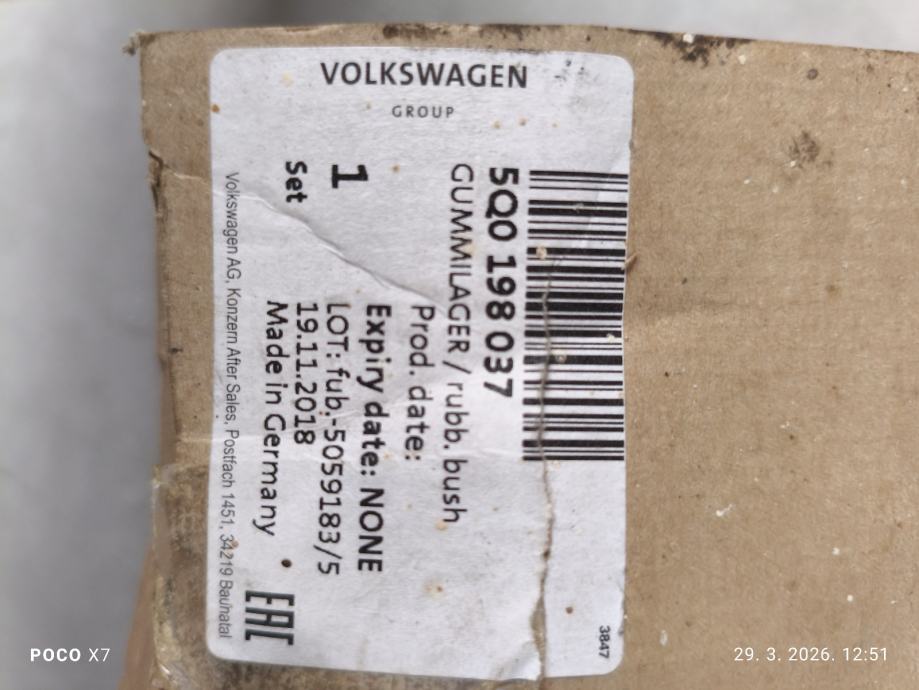 VOLKSWAGEN
GROUP
5Q0 198 037
GUMMILAGER / rubb. bush
Prod. date:
1
Expiry date: NONE
LOT: fub:-5059183/5
Set
19.11.2018
Made in Germany
EAC
Volkswagen AG, Konzern After Sales, Postfach 1451, 34219 Baunatal
3847
POCO X7
29. 3. 2026. 12:51